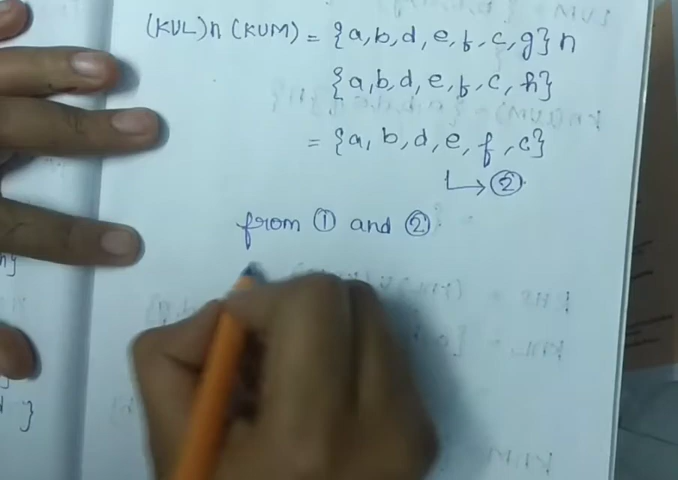 (KUL)∩(KUM) = {a,b,d,e,f,c,g}∩
{a,b,d,e,f,c,h}
= {a,b,d,e,f,c}
↳ ②
from ① and ②